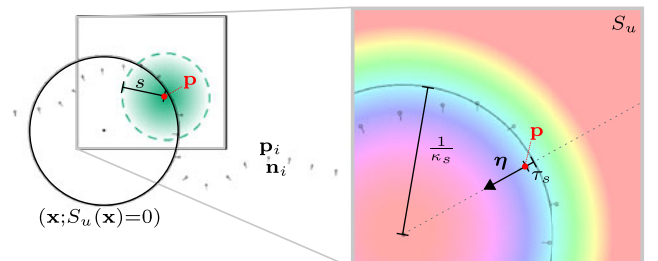 s
p
p_i
n_i
(x;S_u(x)=0)
S_u
p
1/κ_s
η
τ_s